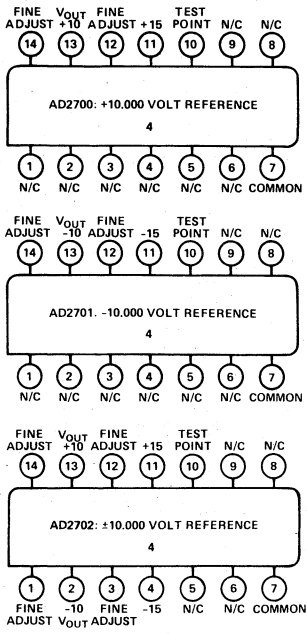 FINE V_OUT FINE TEST
ADJUST +10 ADJUST +15 POINT N/C N/C
14 13 12 11 10 9 8
AD2700: +10.000 VOLT REFERENCE
4
1 2 3 4 5 6 7
N/C N/C N/C N/C N/C N/C COMMON
FINE V_OUT FINE TEST
ADJUST -10 ADJUST -15 POINT N/C N/C
14 13 12 11 10 9 8
AD2701. -10.000 VOLT REFERENCE
4
1 2 3 4 5 6 7
N/C N/C N/C N/C N/C N/C COMMON
FINE V_OUT FINE TEST
ADJUST +10 ADJUST +15 POINT N/C N/C
14 13 12 11 10 9 8
AD2702: ±10.000 VOLT REFERENCE
4
1 2 3 4 5 6 7
FINE -10 FINE -15 N/C N/C COMMON
ADJUST V_OUT ADJUST